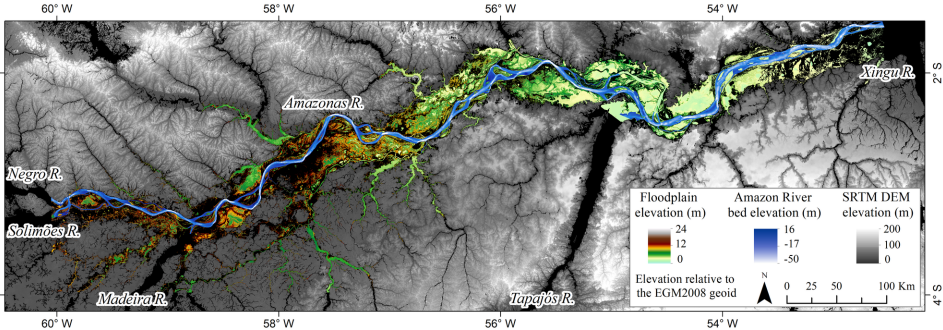 60° W
58° W
56° W
54° W
2° S
4° S
Xingu R.
Amazonas R.
Negro R.
Solimões R.
Madeira R.
Tapajós R.
Floodplain
elevation (m)
24
12
0
Amazon River
bed elevation (m)
16
-17
-50
SRTM DEM
elevation (m)
200
100
0
Elevation relative to
the EGM2008 geoid
N
0 25 50 100 Km
60° W
58° W
56° W
54° W